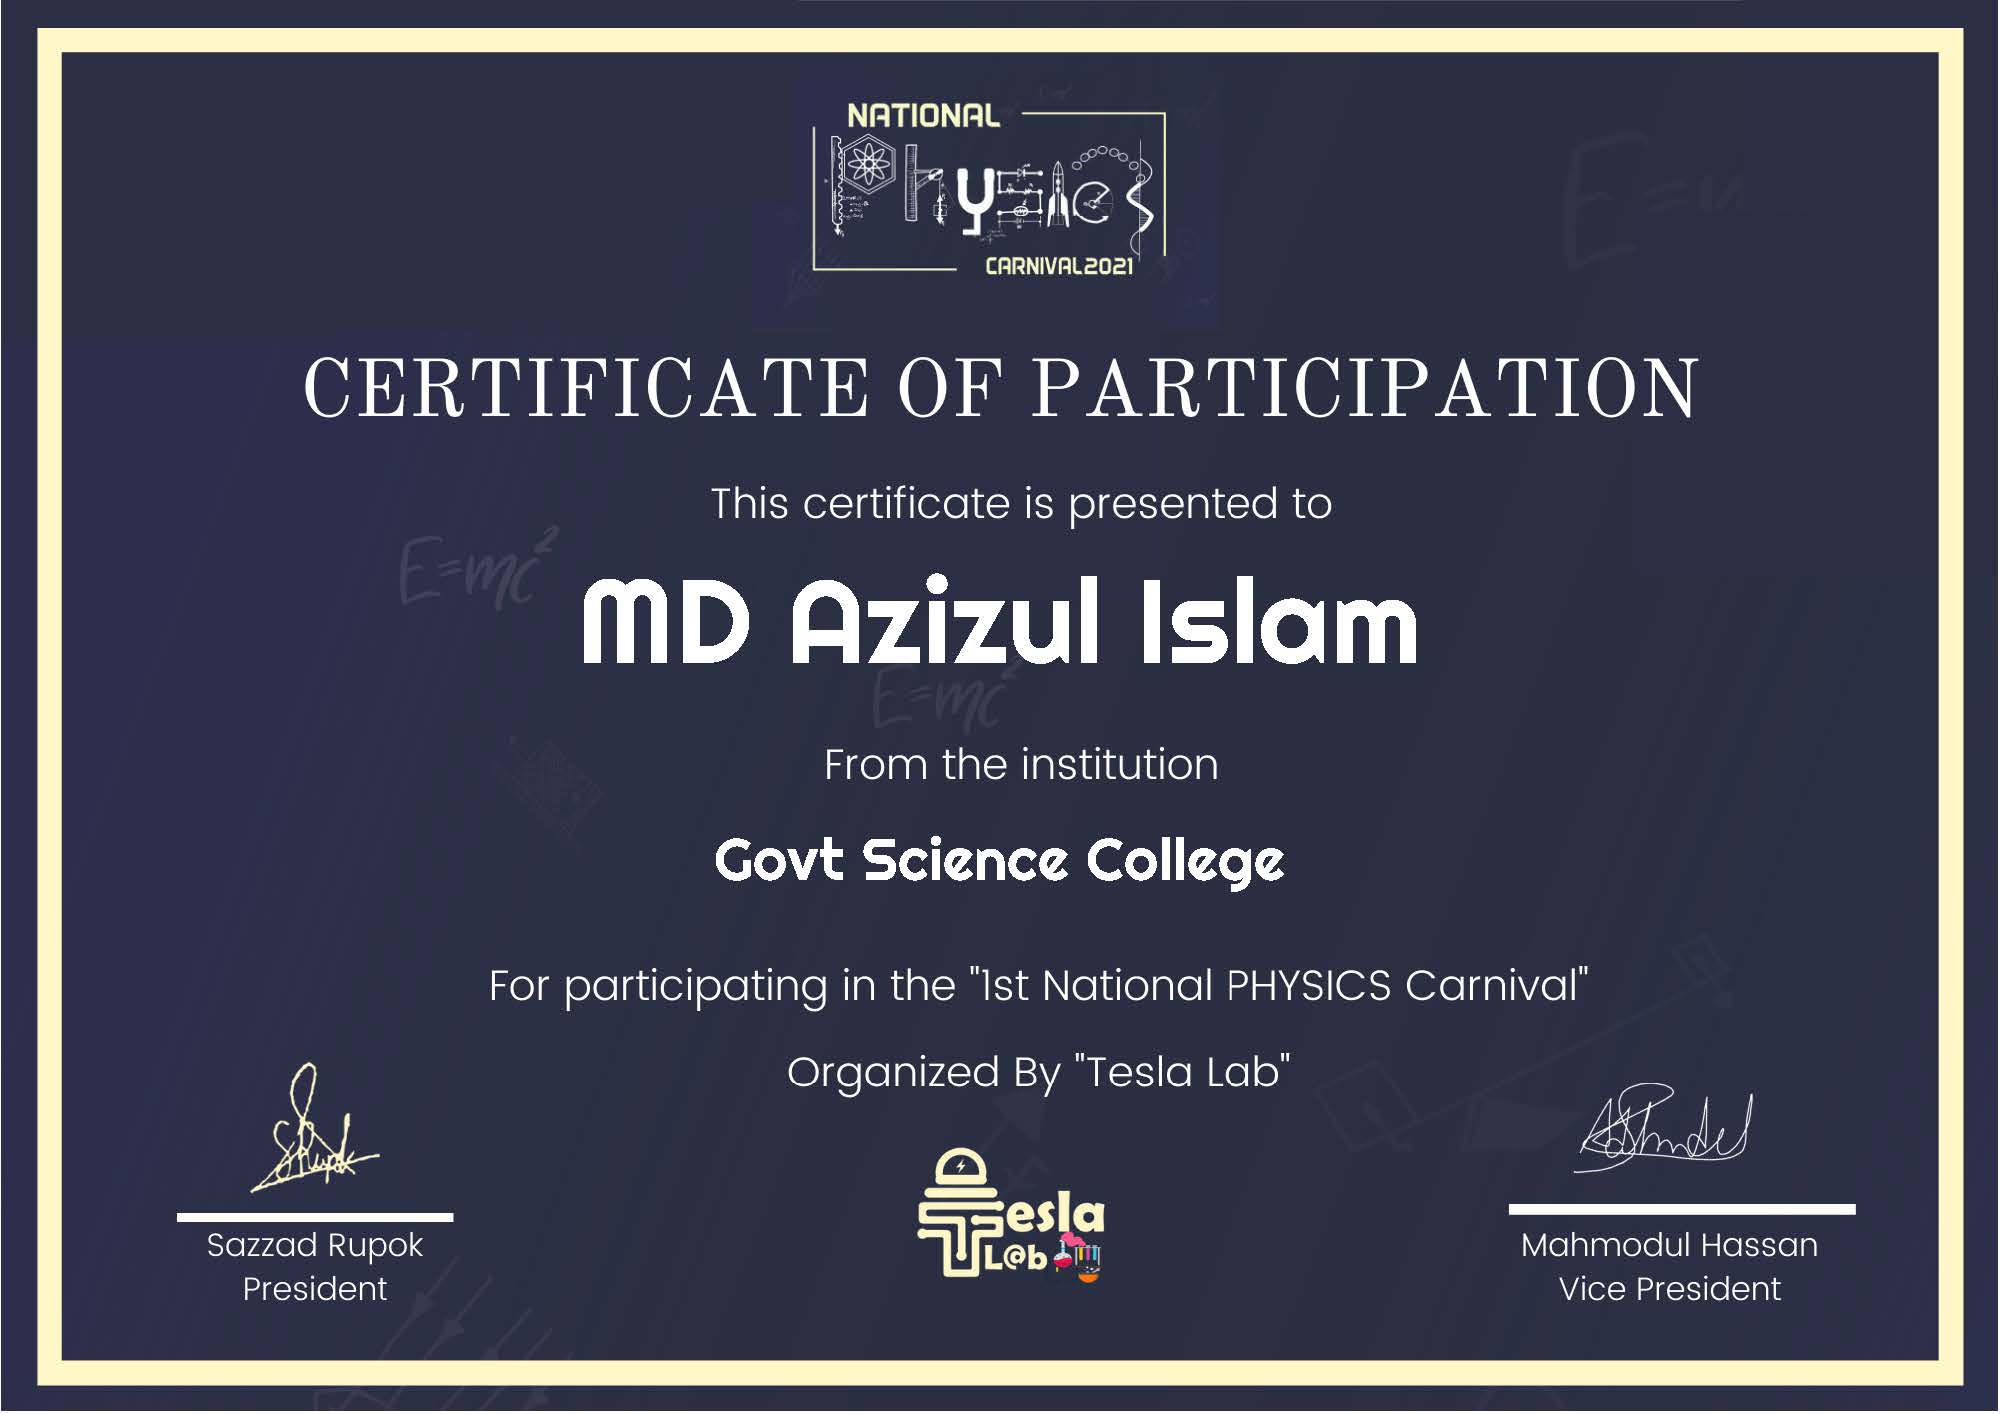 NATIONAL
Physics
CARNIVAL2021
CERTIFICATE OF PARTICIPATION
This certificate is presented to
E=mc²
MD Azizul Islam
E=mc²
From the institution
Govt Science College
For participating in the "1st National PHYSICS Carnival"
Organized By "Tesla Lab"
Tesla
L@b
Sazzad Rupok
President
Mahmodul Hassan
Vice President